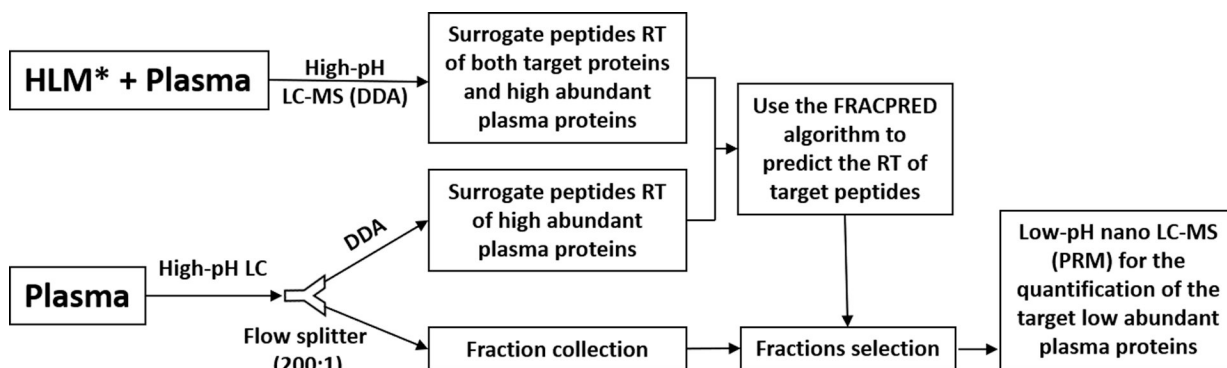 HLM* + Plasma
High-pH
LC-MS (DDA)
Surrogate peptides RT
of both target proteins
and high abundant
plasma proteins
Use the FRACPRED
algorithm to
predict the RT of
target peptides
Surrogate peptides RT
of high abundant
plasma proteins
DDA
High-pH LC
Plasma
Flow splitter
(200:1)
Fraction collection
Fractions selection
Low-pH nano LC-MS
(PRM) for the
quantification of the
target low abundant
plasma proteins